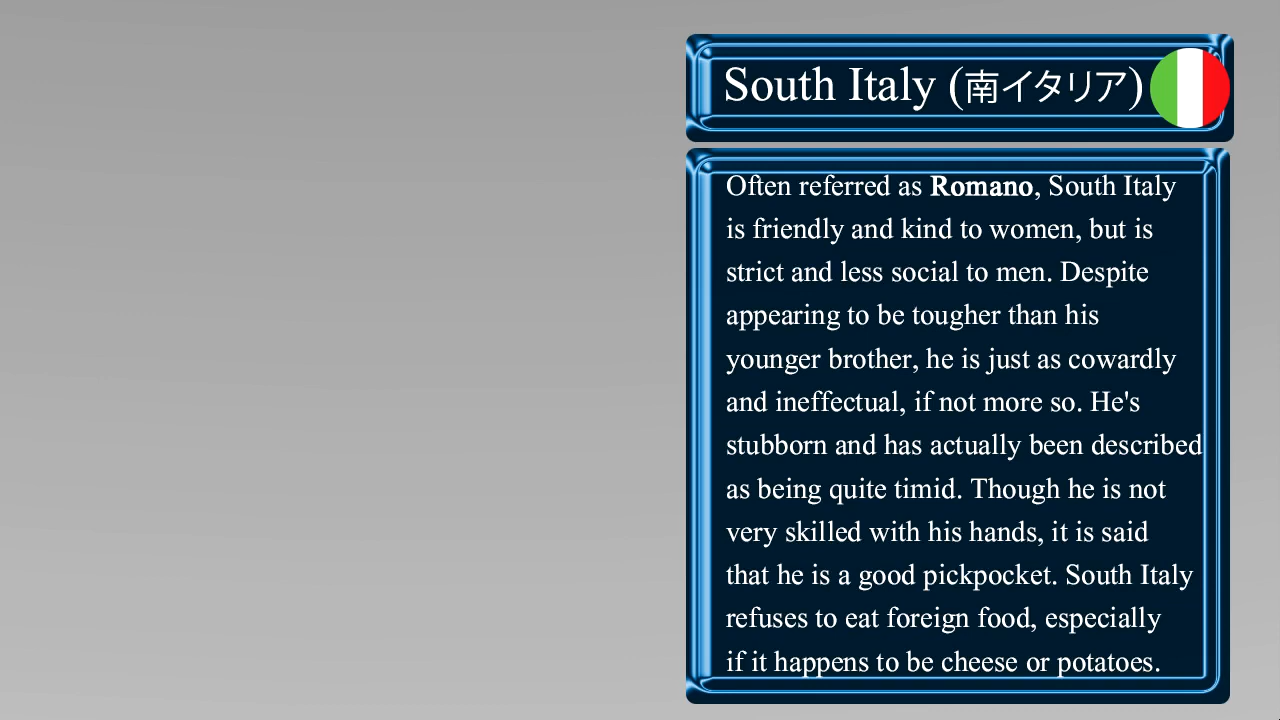 South Italy (南イタリア)
Often referred as Romano, South Italy
is friendly and kind to women, but is
strict and less social to men. Despite
appearing to be tougher than his
younger brother, he is just as cowardly
and ineffectual, if not more so. He's
stubborn and has actually been described
as being quite timid. Though he is not
very skilled with his hands, it is said
that he is a good pickpocket. South Italy
refuses to eat foreign food, especially
if it happens to be cheese or potatoes.